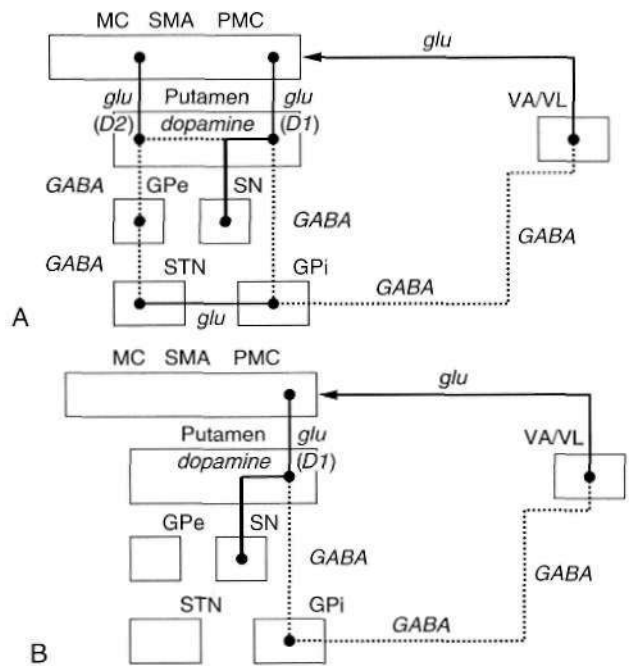 MC SMA PMC
glu
glu Putamen glu
VA/VL
(D2) dopamine (D1)
GABA GPe SN
GABA
GABA
GABA
STN GPi
GABA
A
glu
MC SMA PMC
glu
Putamen glu
VA/VL
dopamine (D1)
GPe SN
GABA
GABA
STN GPi
GABA
B